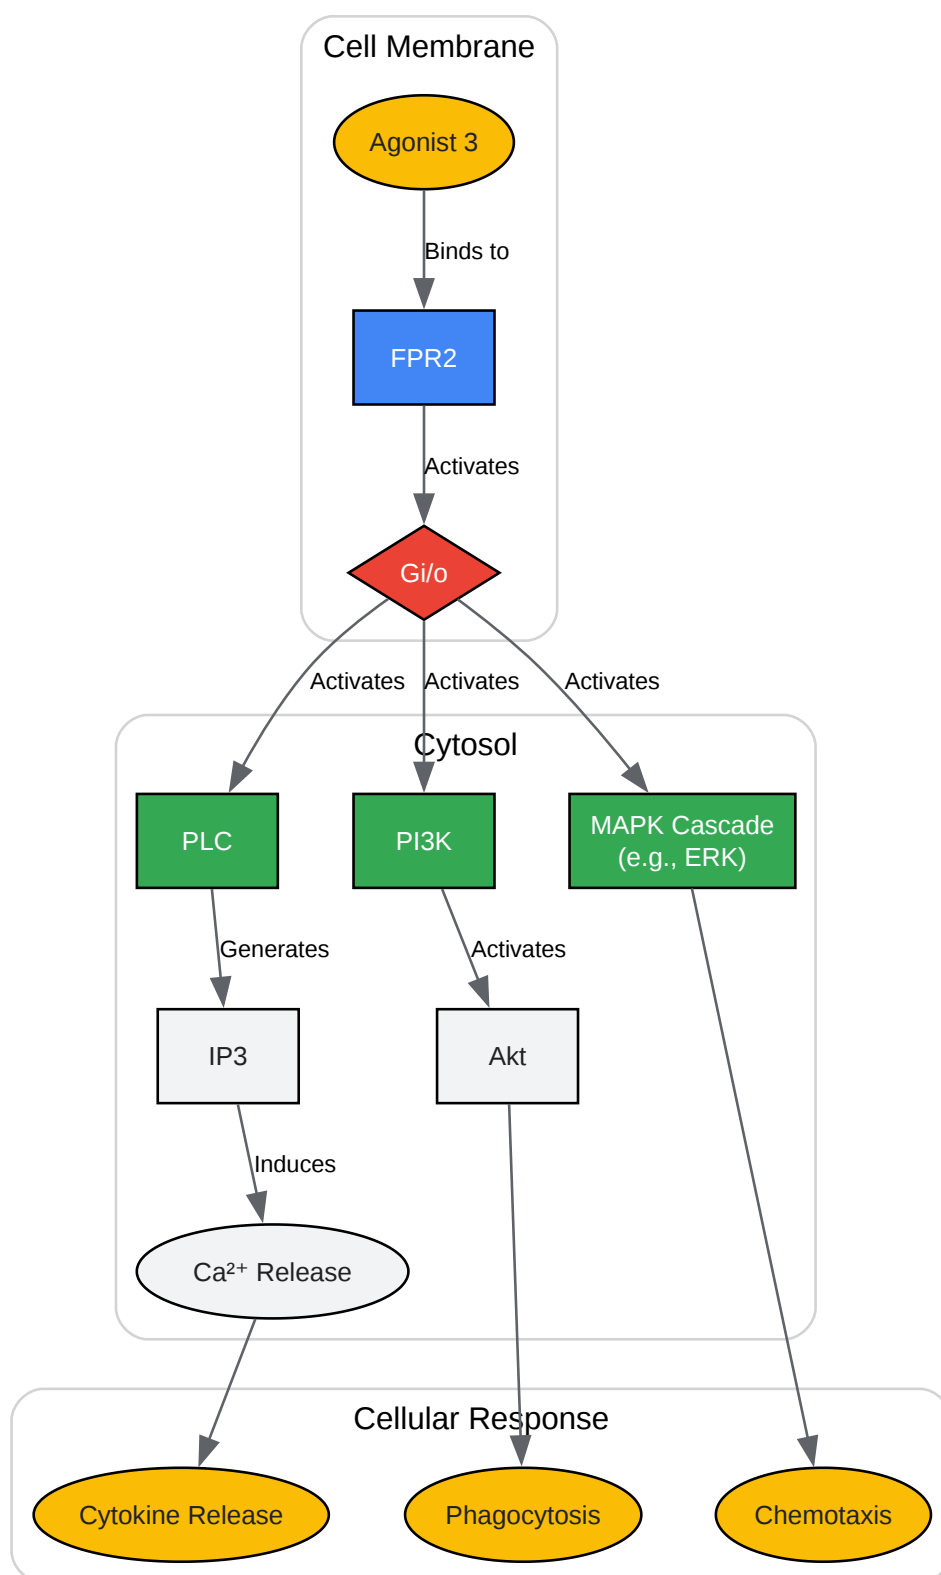 Cell Membrane
Agonist 3
Binds to
FPR2
Activates
Gi/o
Activates
Activates
Activates
Cytosol
PLC
PI3K
MAPK Cascade
(e.g., ERK)
Generates
Activates
IP3
Akt
Induces
Ca²⁺ Release
Cellular Response
Cytokine Release
Phagocytosis
Chemotaxis